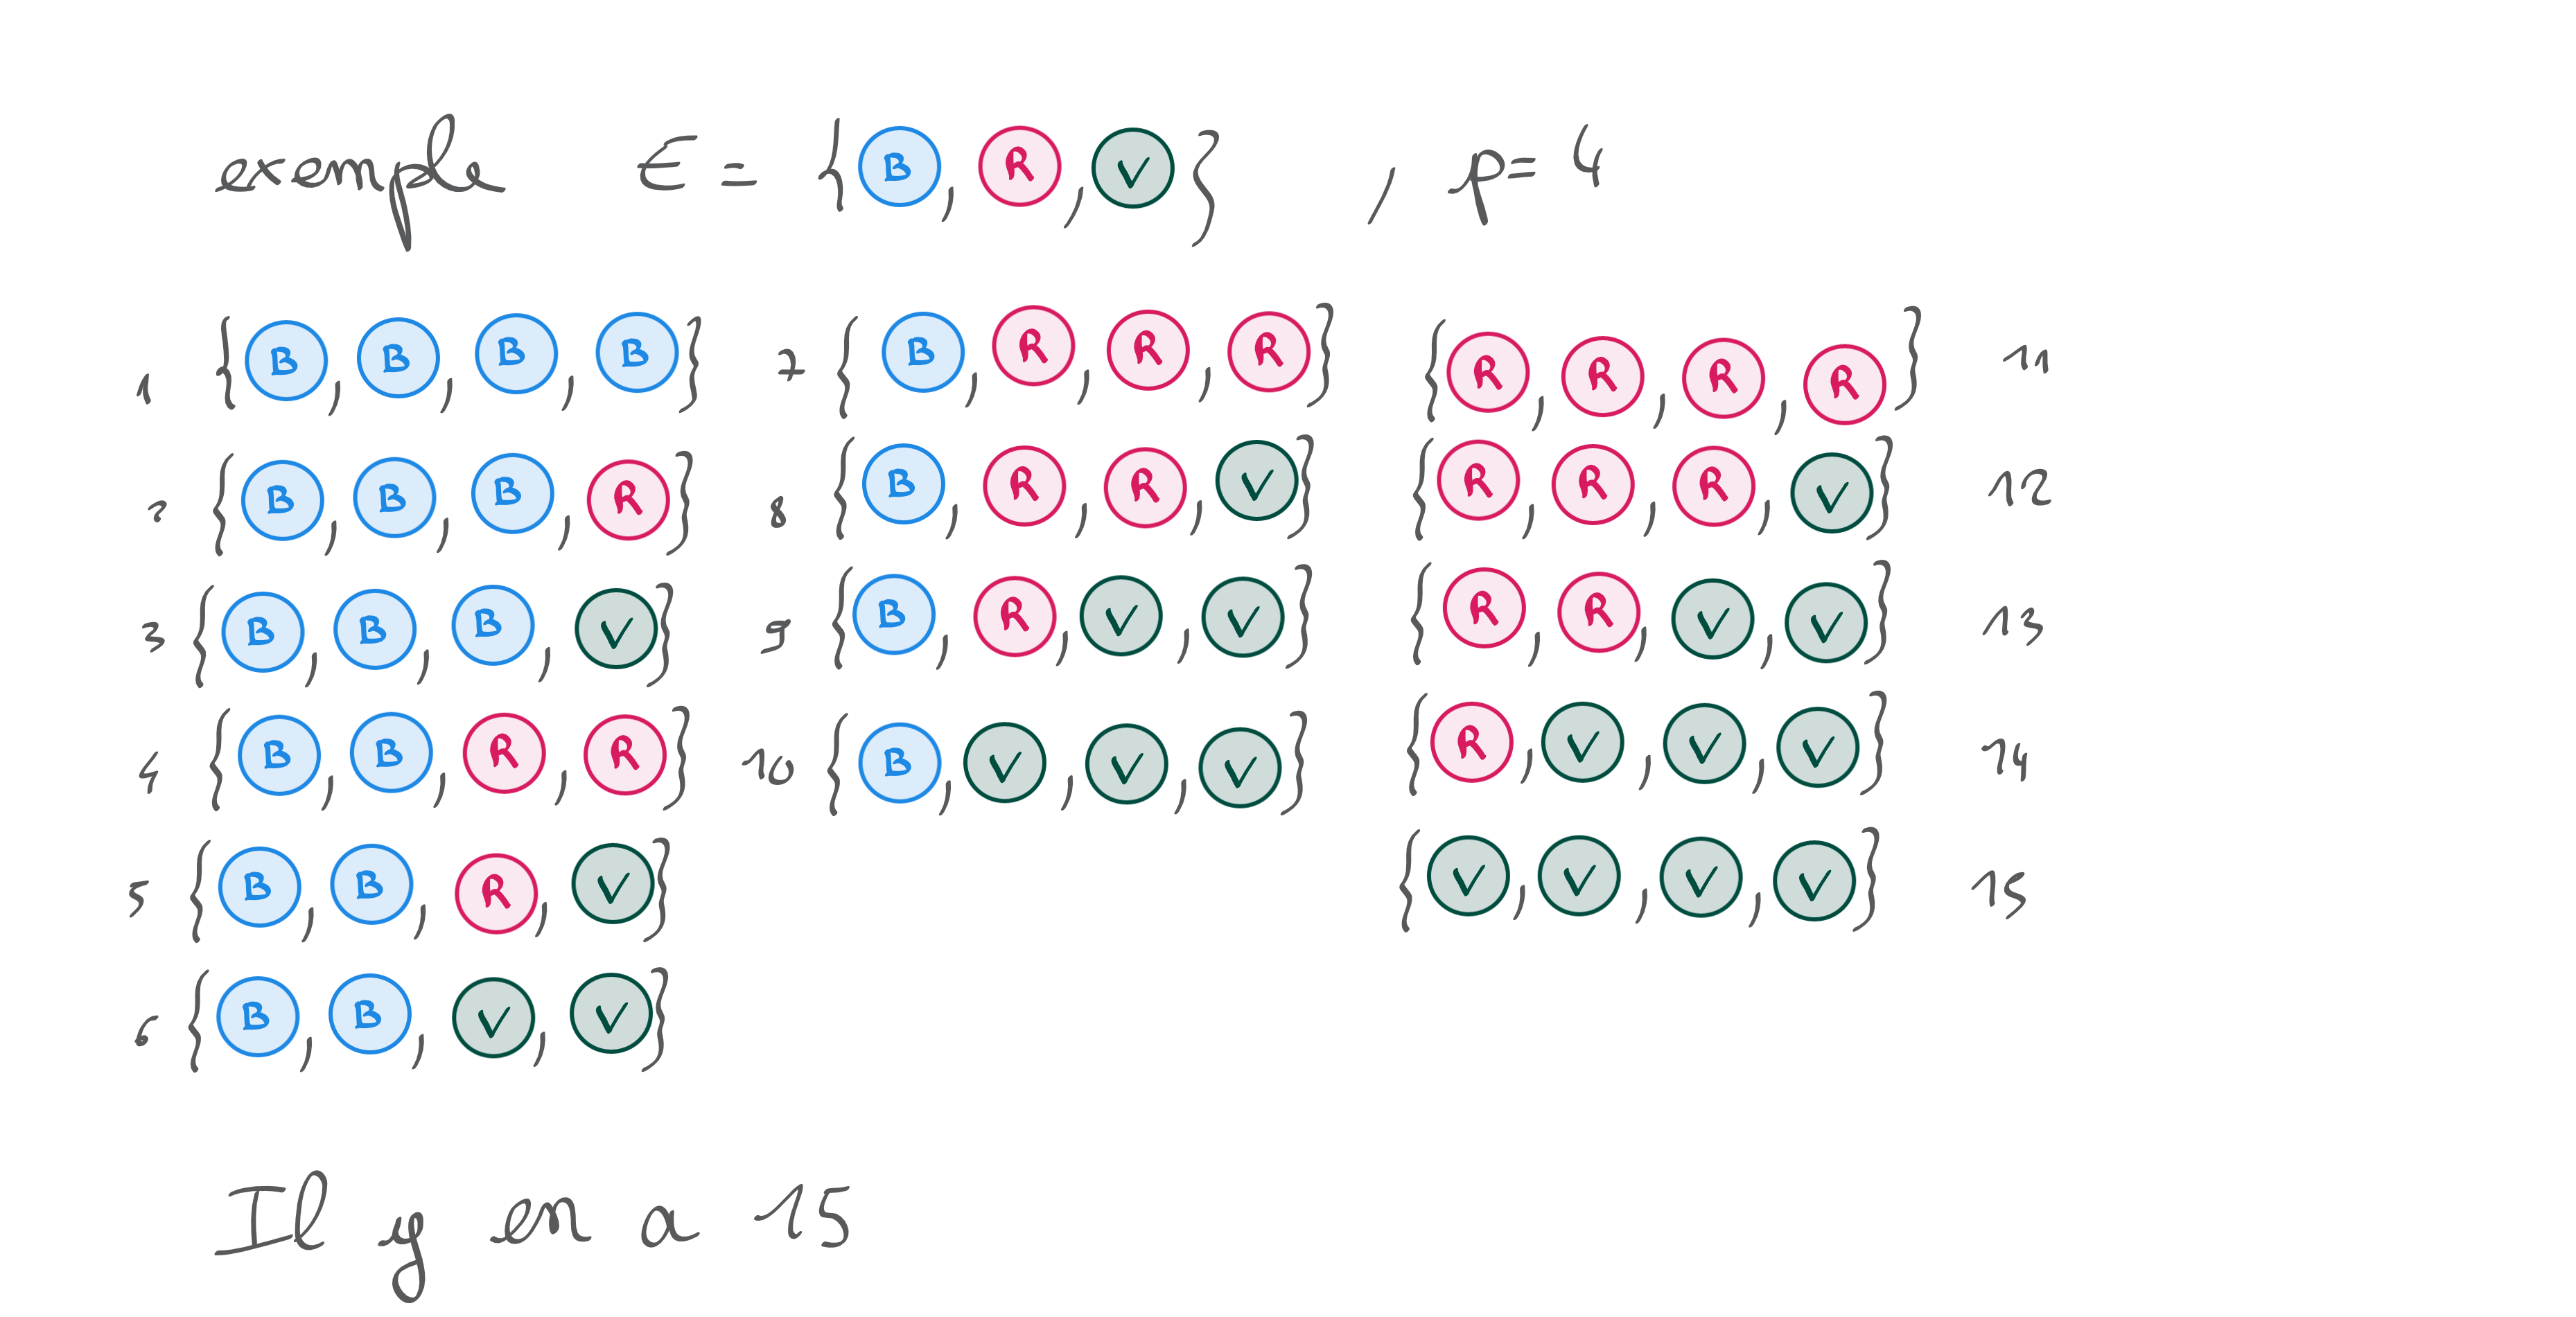 exemple E = {B, R, V} , p = 4
1 {B, B, B, B}
2 {B, B, B, R}
3 {B, B, B, V}
4 {B, B, R, R}
5 {B, B, R, V}
6 {B, B, V, V}
7 {B, R, R, R}
8 {B, R, R, V}
9 {B, R, V, V}
10 {B, V, V, V}
{R, R, R, R} 11
{R, R, R, V} 12
{R, R, V, V} 13
{R, V, V, V} 14
{V, V, V, V} 15
Il y en a 15